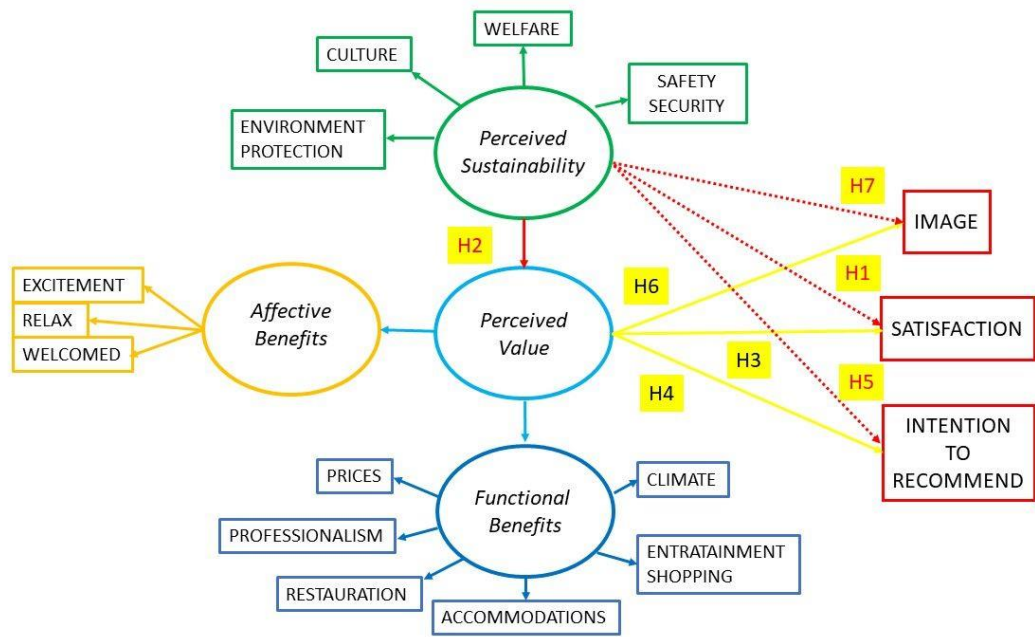 WELFARE
CULTURE
SAFETY
SECURITY
ENVIRONMENT
PROTECTION
Perceived
Sustainability
H7
IMAGE
H2
H6
H1
EXCITEMENT
RELAX
WELCOMED
Affective
Benefits
Perceived
Value
SATISFACTION
H3
H4
H5
INTENTION
TO
RECOMMEND
PRICES
CLIMATE
Functional
Benefits
PROFESSIONALISM
ENTRATAINMENT
SHOPPING
RESTAURATION
ACCOMMODATIONS